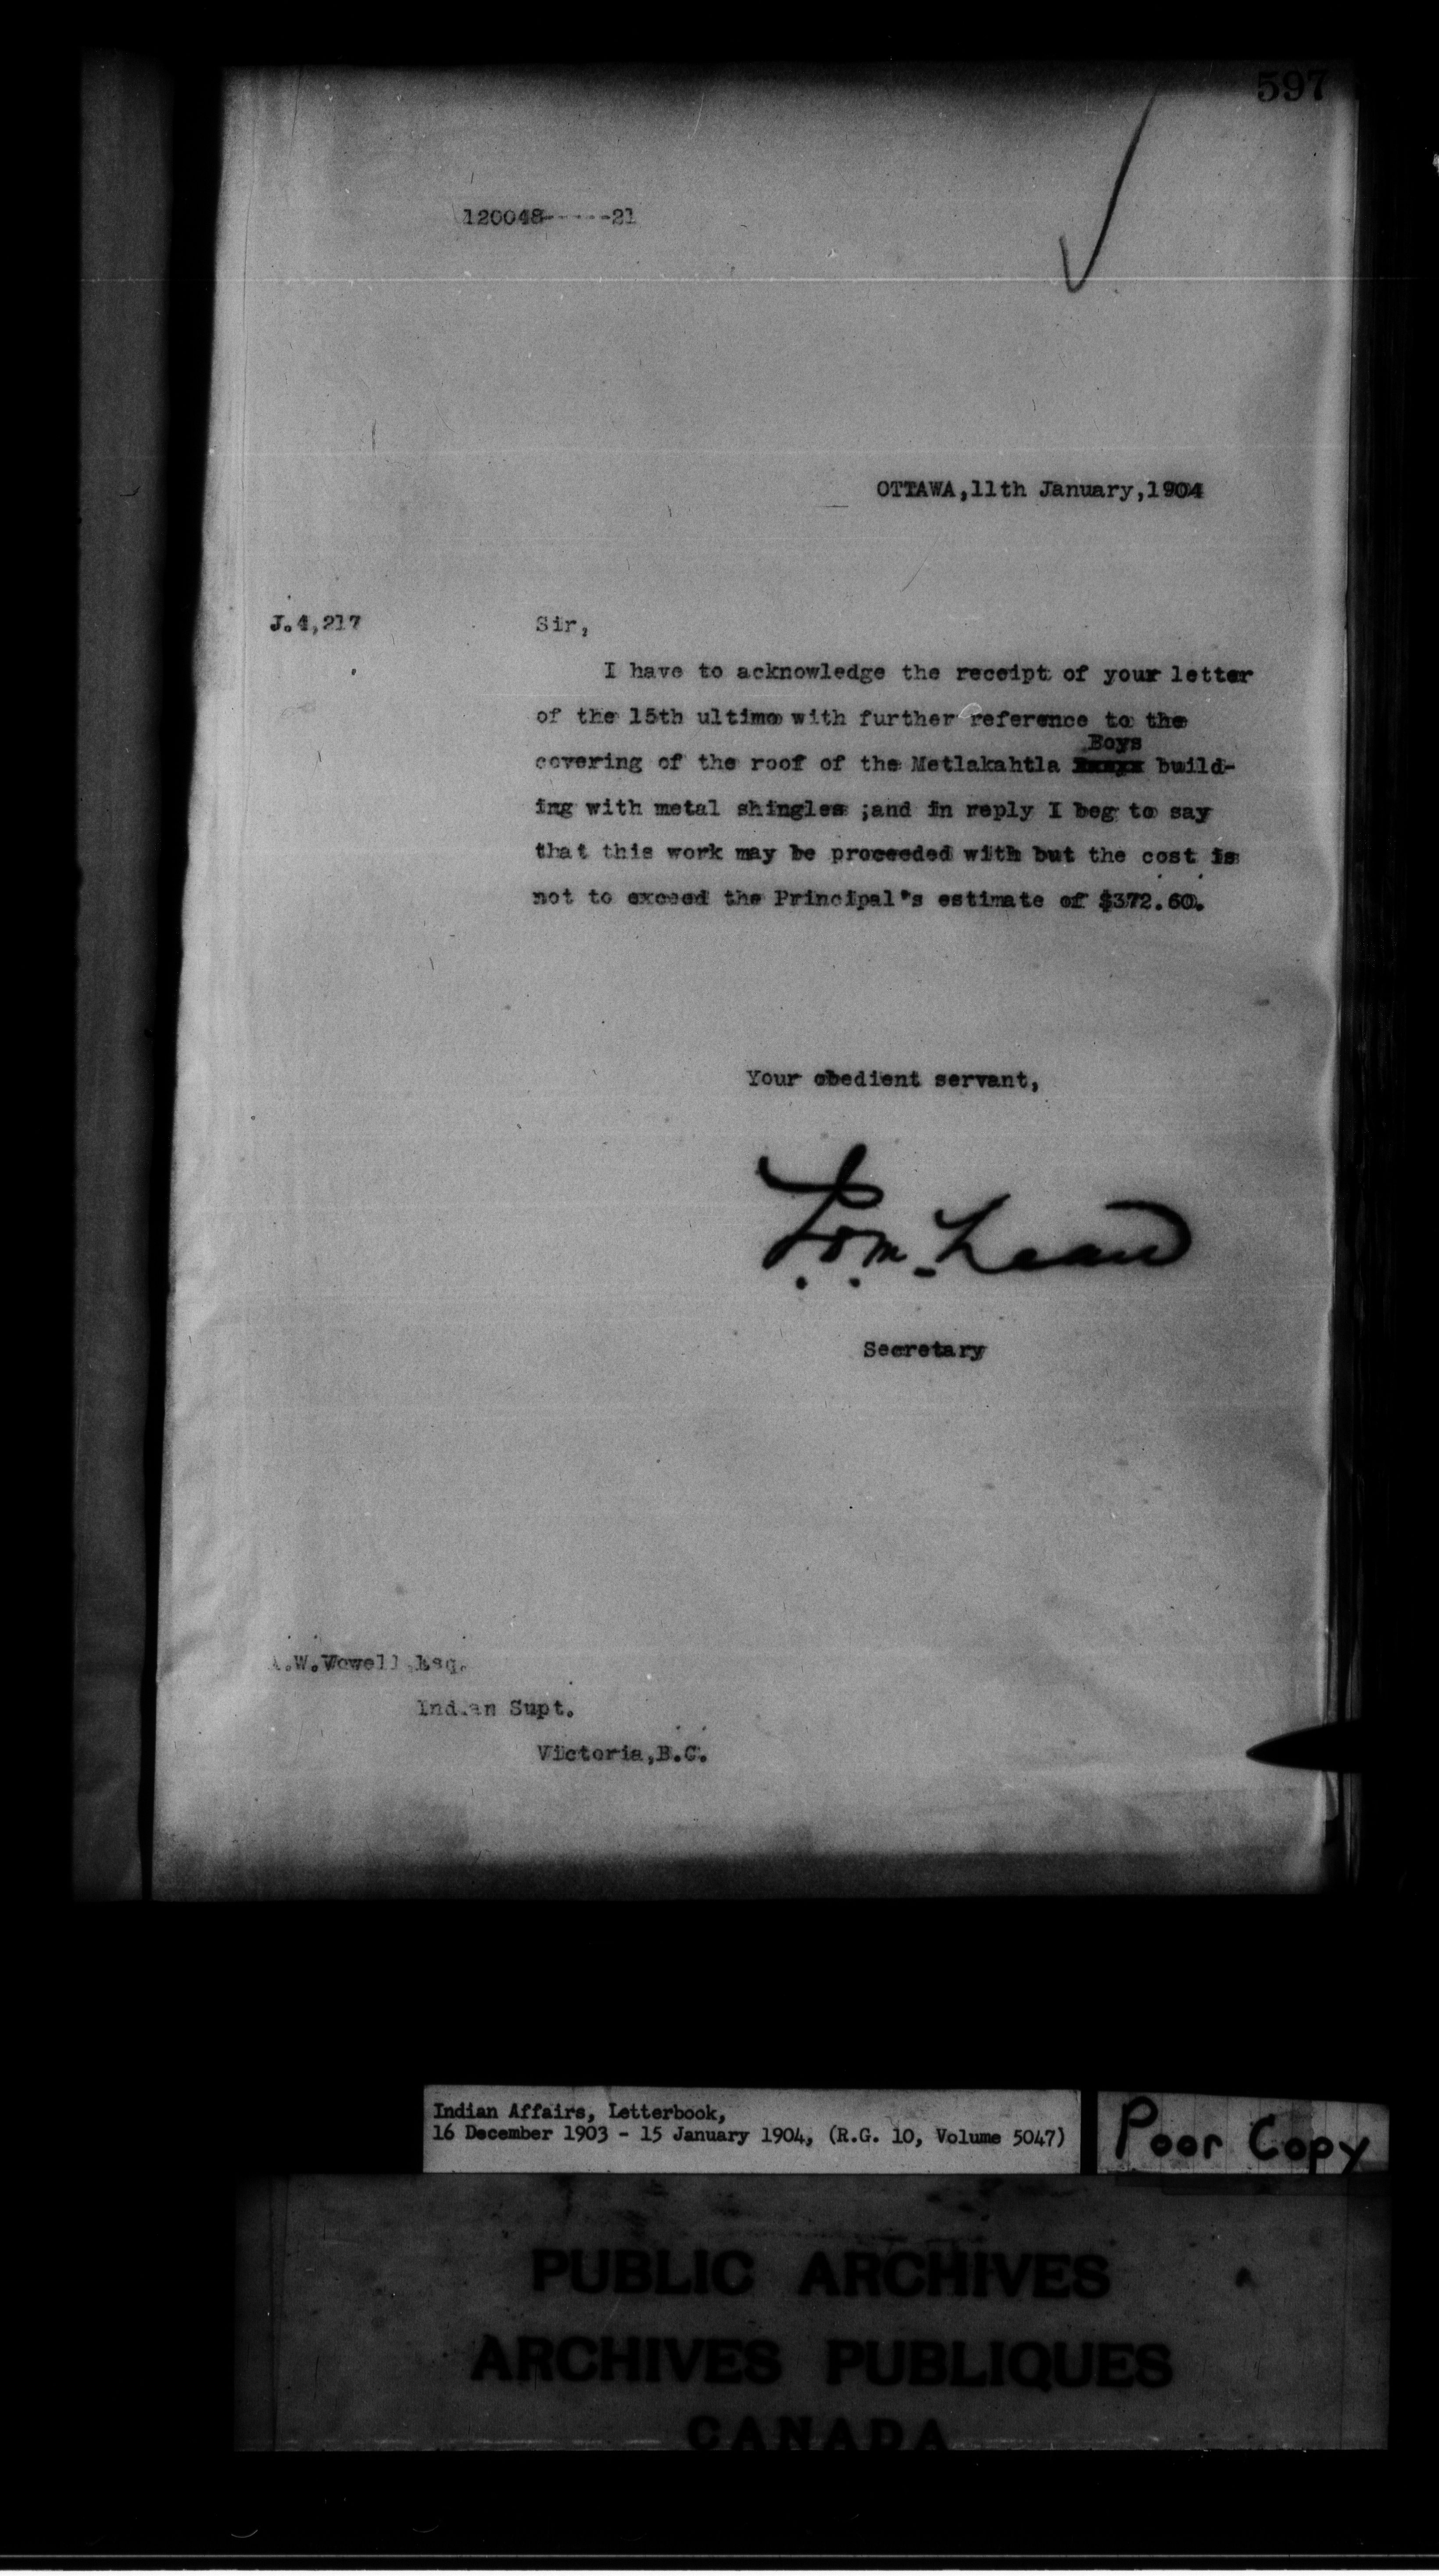 597
120048-----21
OTTAWA,11th January,1904
J.4,217
Sir,
I have to acknowledge the receipt of your letter
of the 15th ultimo with further reference to the
Boys
covering of the roof of the Metlakahtla build-
ing with metal shingles ;and in reply I beg to say
that this work may be proceeded with but the cost is
not to exceed the Principal's estimate of $372.60.
Your obedient servant,
Secretary
A.W.Vowell,Esq.
Indian Supt.
Victoria,B.C.
Indian Affairs, Letterbook,
16 December 1903 - 15 January 1904, (R.G. 10, Volume 5047)
Poor Copy
PUBLIC ARCHIVES
ARCHIVES PUBLIQUES
CANADA